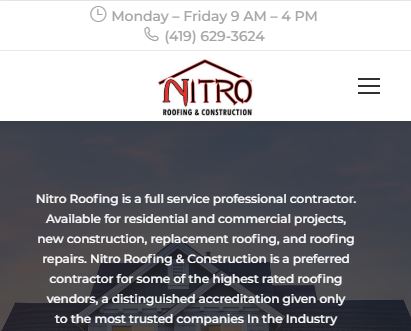 Monday – Friday 9 AM – 4 PM
(419) 629-3624
NITRO
ROOFING & CONSTRUCTION
Nitro Roofing is a full service professional contractor.
Available for residential and commercial projects,
new construction, replacement roofing, and roofing
repairs. Nitro Roofing & Construction is a preferred
contractor for some of the highest rated roofing
vendors, a distinguished accreditation given only
to the most trusted companies In the Industry